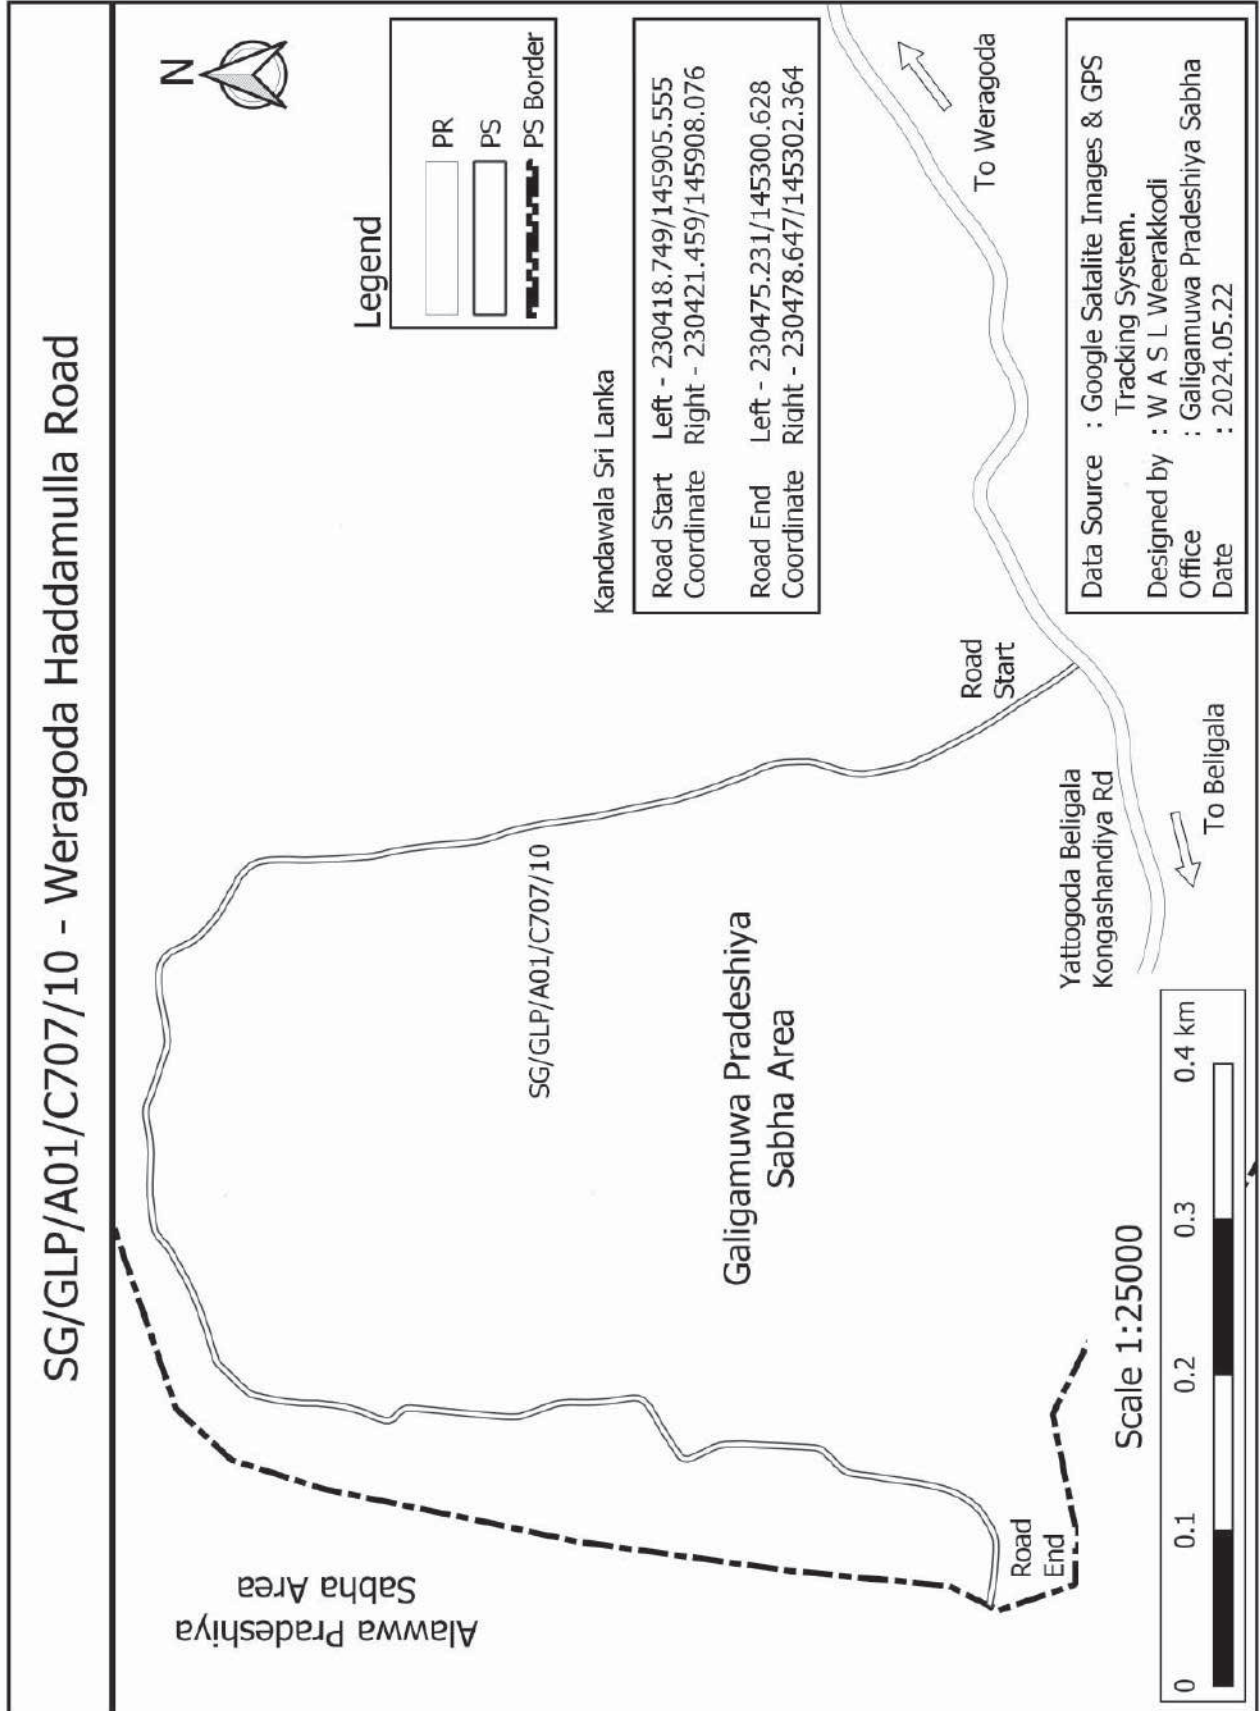 SG/GLP/A01/C707/10 - Weragoda Haddamulla Road
N
Legend
PR
PS
PS Border
Alawwa Pradeshiya
Sabha Area
SG/GLP/A01/C707/10
Kandawala Sri Lanka
Road Start Left - 230418.749/145905.555
Coordinate Right - 230421.459/145908.076
Road End Left - 230475.231/145300.628
Coordinate Right - 230478.647/145302.364
Galigamuwa Pradeshiya
Sabha Area
Road
Start
To Weragoda
Road
End
Yattogoda Beligala
Kongashandiya Rd
To Beligala
Scale 1:25000
0 0.1 0.2 0.3 0.4 km
Data Source : Google Satalite Images & GPS
Tracking System.
Designed by : W A S L Weerakkodi
Office : Galigamuwa Pradeshiya Sabha
Date : 2024.05.22